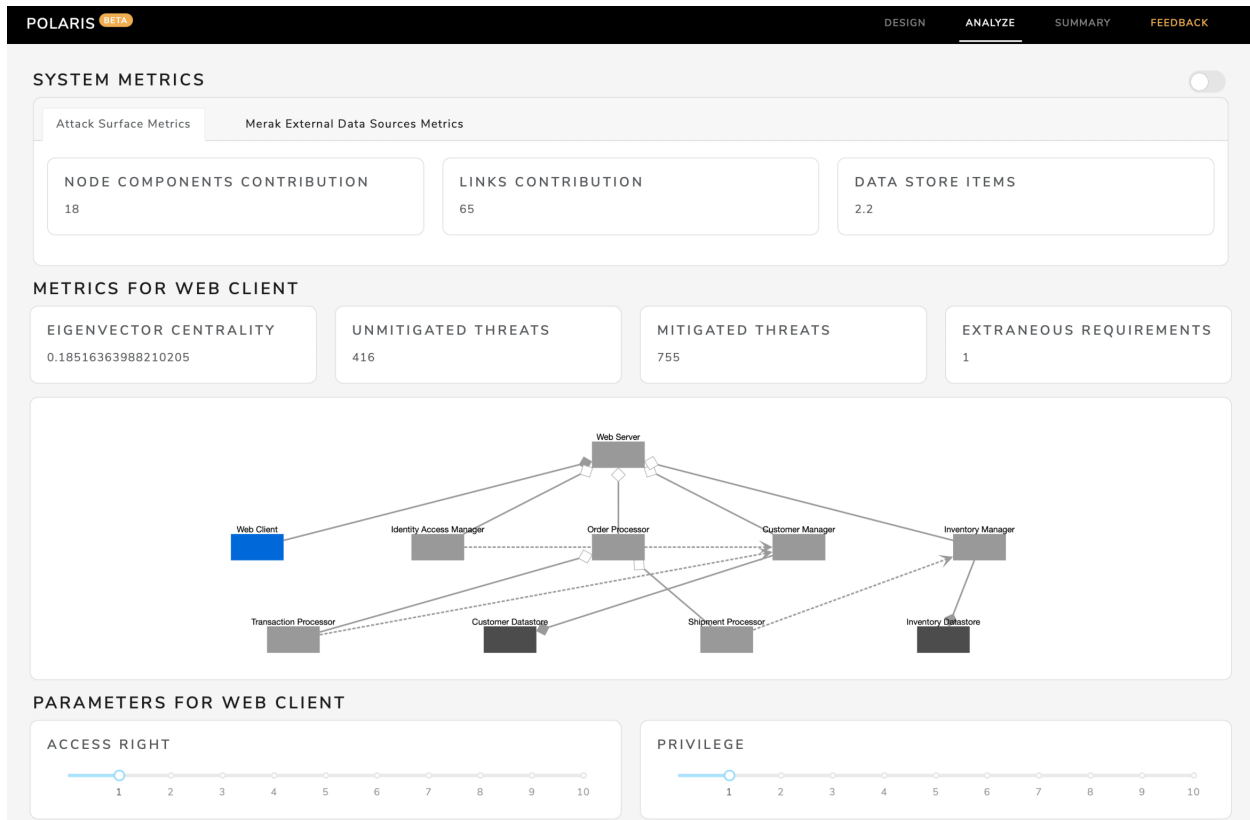 POLARIS BETA DESIGN ANALYZE SUMMARY FEEDBACK
SYSTEM METRICS
Attack Surface Metrics Merak External Data Sources Metrics
NODE COMPONENTS CONTRIBUTION LINKS CONTRIBUTION DATA STORE ITEMS
18 65 2.2
METRICS FOR WEB CLIENT
EIGENVECTOR CENTRALITY UNMITIGATED THREATS MITIGATED THREATS EXTRANEOUS REQUIREMENTS
0.18516363988210205 416 755 1
Web Server
Web Client Identity Access Manager Order Processor Customer Manager Inventory Manager
Transaction Processor Customer Datastore Shipment Processor Inventory Datastore
PARAMETERS FOR WEB CLIENT
ACCESS RIGHT PRIVILEGE
1 2 3 4 5 6 7 8 9 10 1 2 3 4 5 6 7 8 9 10